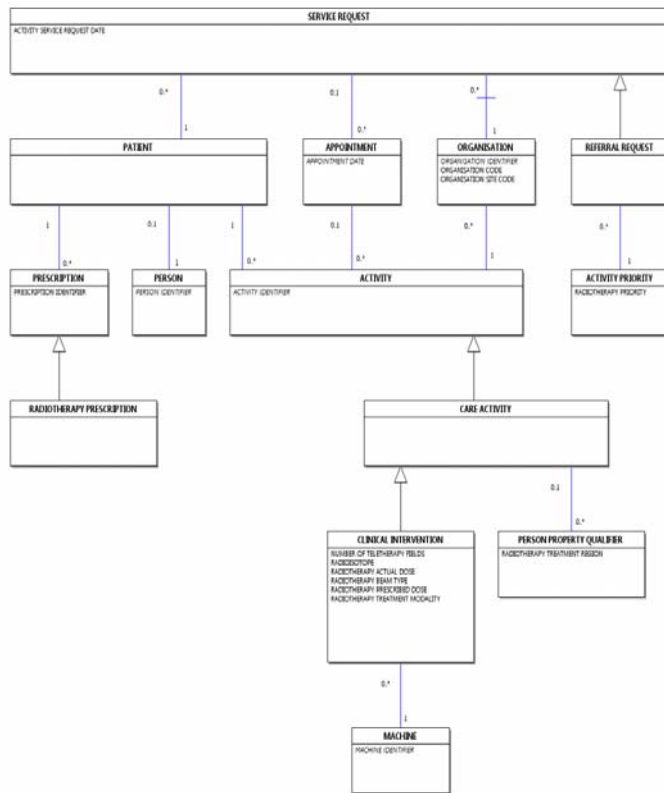 SERVICE REQUEST
ACTIVITY SERVICE REQUEST DATE
0..*
0..1
0..*
1
0..*
1
PATIENT
APPOINTMENT
APPOINTMENT DATE
ORGANISATION
ORGANISATION IDENTIFIER
ORGANISATION CODE
ORGANISATION SITE CODE
REFERRAL REQUEST
1
0..1
1
0..1
0..*
0..*
0..*
1
0..*
0..*
1
1
PRESCRIPTION
PRESCRIPTION IDENTIFIER
PERSON
PERSON IDENTIFIER
ACTIVITY
ACTIVITY IDENTIFIER
ACTIVITY PRIORITY
RADIOTHERAPY PRIORITY
RADIOTHERAPY PRESCRIPTION
CARE ACTIVITY
0..1
0..*
CLINICAL INTERVENTION
NUMBER OF TELETHERAPY FIELDS
RADIOISOTOPE
RADIOTHERAPY ACTUAL DOSE
RADIOTHERAPY BEAM TYPE
RADIOTHERAPY PRESCRIBED DOSE
RADIOTHERAPY TREATMENT MODALITY
PERSON PROPERTY QUALIFIER
RADIOTHERAPY TREATMENT REGION
0..*
1
MACHINE
MACHINE IDENTIFIER